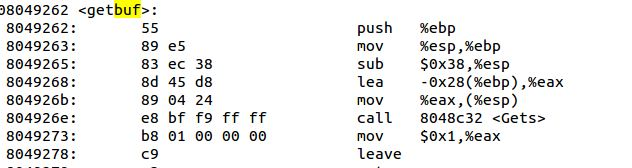 08049262 <getbuf>:
8049262: 55 push %ebp
8049263: 89 e5 mov %esp,%ebp
8049265: 83 ec 38 sub $0x38,%esp
8049268: 8d 45 d8 lea -0x28(%ebp),%eax
804926b: 89 04 24 mov %eax,(%esp)
804926e: e8 bf f9 ff ff call 8048c32 <Gets>
8049273: b8 01 00 00 00 mov $0x1,%eax
8049278: c9 leave